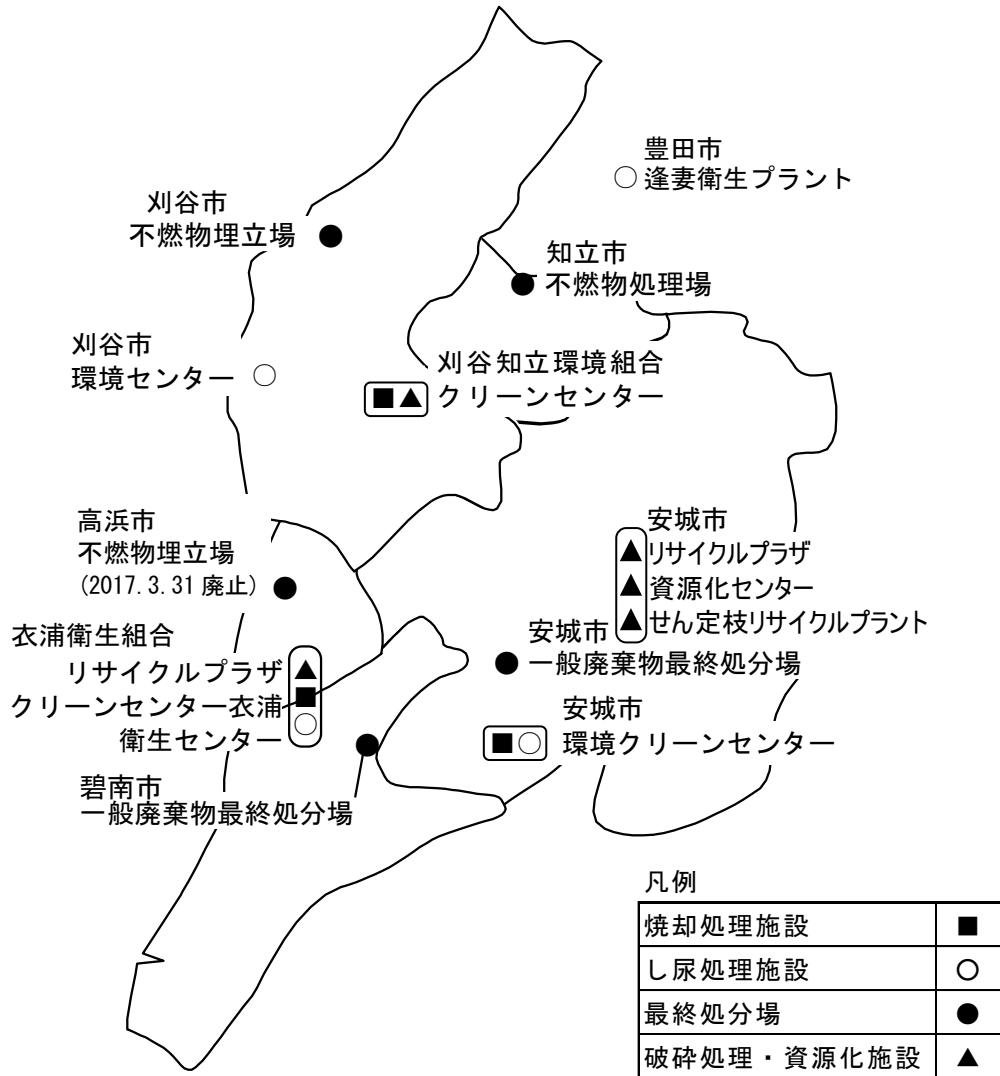 豊田市
逢妻衛生プラント
刈谷市
不燃物埋立場
知立市
不燃物処理場
刈谷市
環境センター
刈谷知立環境組合
クリーンセンター
高浜市
不燃物埋立場
(2017.3.31 廃止)
安城市
リサイクルプラザ
資源化センター
せん定枝リサイクルプラント
衣浦衛生組合
リサイクルプラザ
クリーンセンター衣浦
衛生センター
安城市
一般廃棄物最終処分場
安城市
環境クリーンセンター
碧南市
一般廃棄物最終処分場
凡例
焼却処理施設 ■
し尿処理施設 ○
最終処分場 ●
破砕処理・資源化施設 ▲